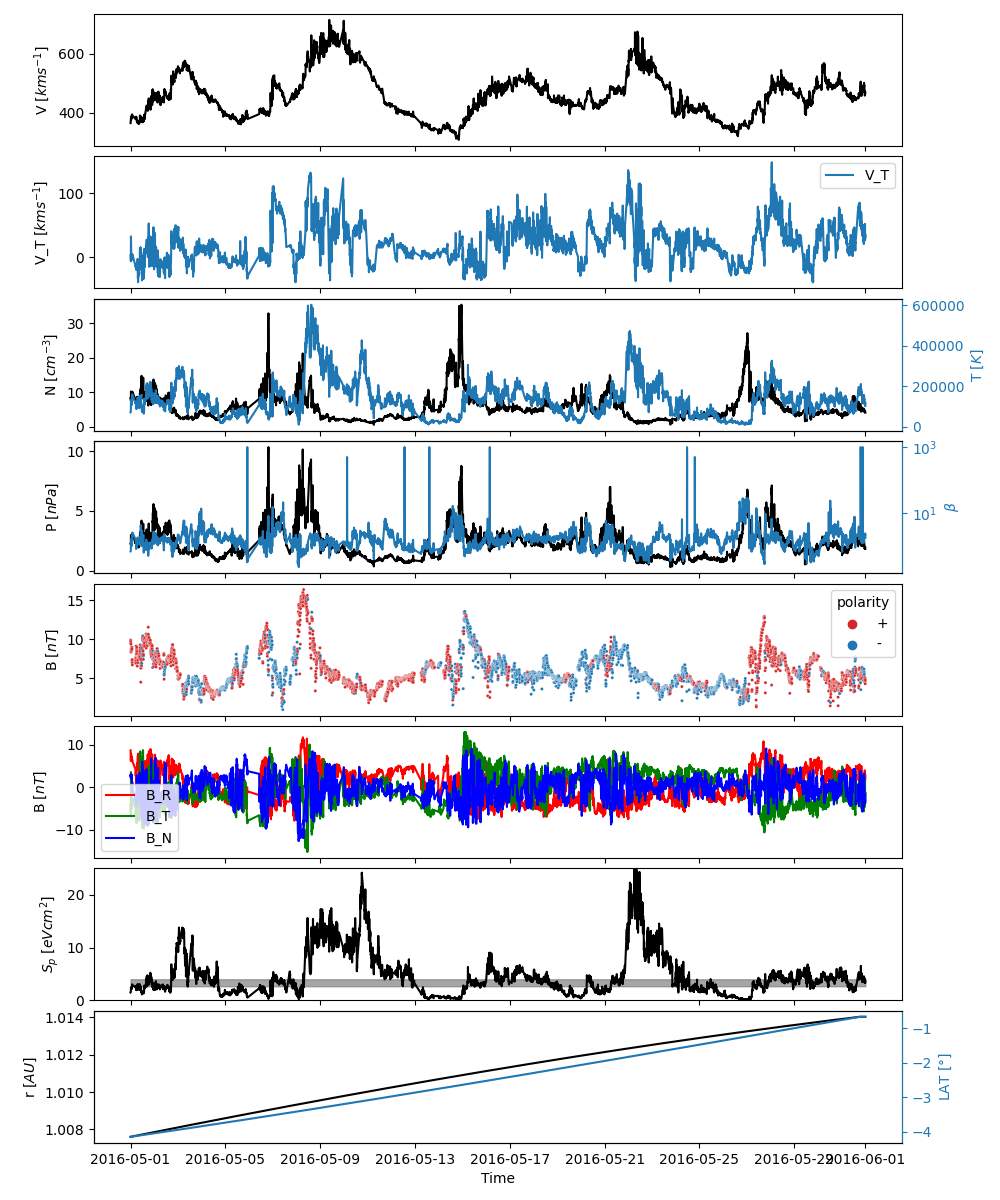 V [kms⁻¹]
600
400
V_T [kms⁻¹]
100
0
V_T
N [cm⁻³]
30
20
10
0
600000
400000
200000
0
T [K]
P [nPa]
10
5
0
10³
10¹
β
B [nT]
15
10
5
polarity
+
-
B [nT]
10
0
−10
B_R
B_T
B_N
Sₚ [eVcm²]
20
10
0
r [AU]
1.014
1.012
1.010
1.008
−1
−2
−3
−4
LAT [°]
2016-05-01
2016-05-05
2016-05-09
2016-05-13
2016-05-17
2016-05-21
2016-05-25
2016-05-29
2016-06-01
Time